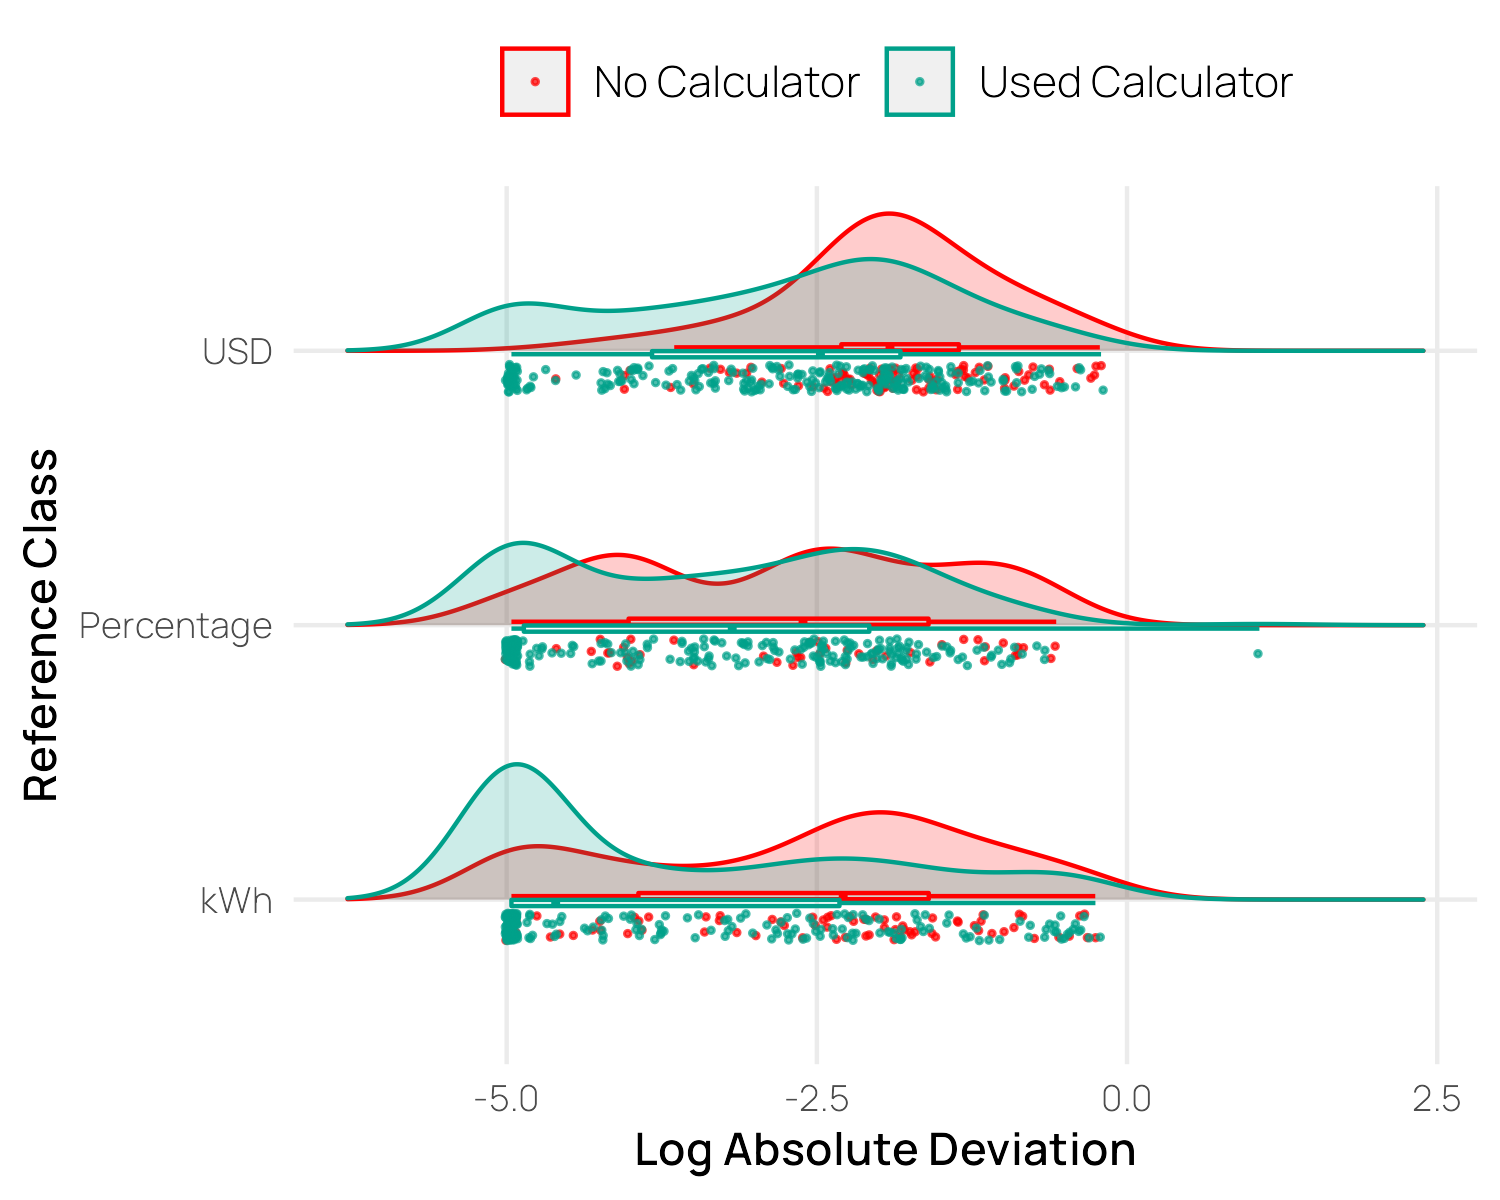 No Calculator
Used Calculator
Reference Class
USD
Percentage
kWh
-5.0
-2.5
0.0
2.5
Log Absolute Deviation